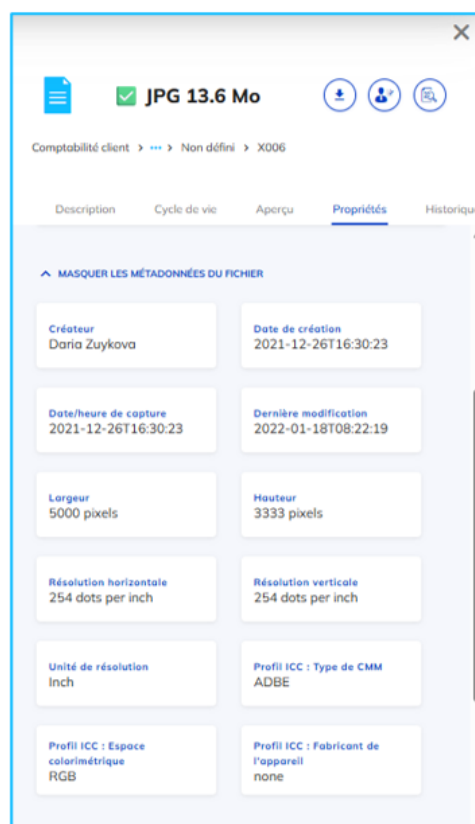 JPG 13.6 Mo
Comptabilité client > ••• > Non défini > X006
Description Cycle de vie Aperçu Propriétés Historiqu
MASQUER LES MÉTADONNÉES DU FICHIER
Créateur
Daria Zuykova
Date de création
2021-12-26T16:30:23
Date/heure de capture
2021-12-26T16:30:23
Dernière modification
2022-01-18T08:22:19
Largeur
5000 pixels
Hauteur
3333 pixels
Résolution horizontale
254 dots per inch
Résolution verticale
254 dots per inch
Unité de résolution
Inch
Profil ICC : Type de CMM
ADBE
Profil ICC : Espace
colorimétrique
RGB
Profil ICC : Fabricant de
l'appareil
none